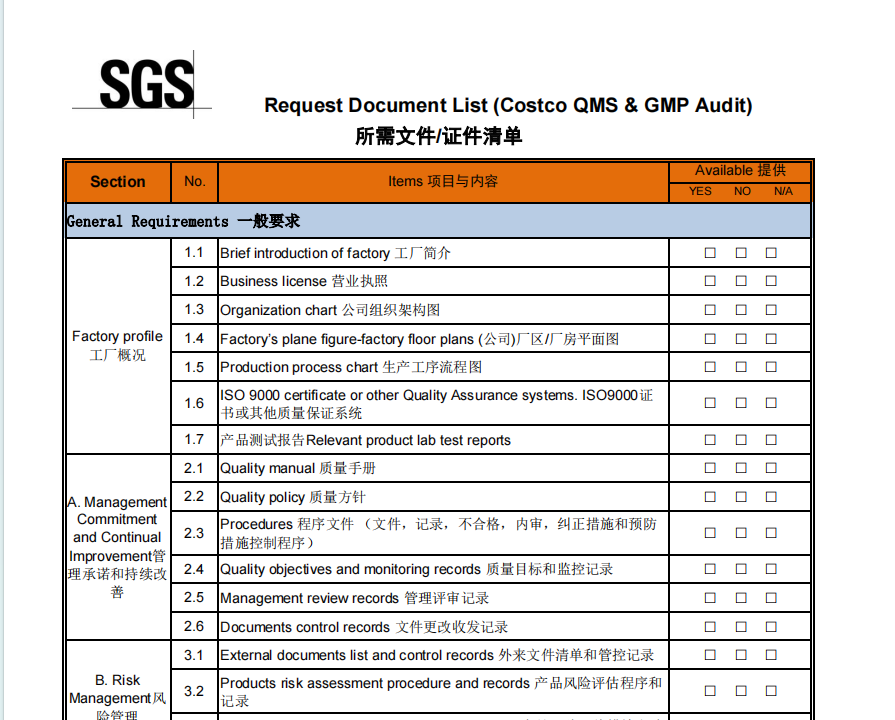 SGS
Request Document List (Costco QMS & GMP Audit)
所需文件/证件清单
Section
No.
Items 项目与内容
Available 提供
YES NO N/A
General Requirements 一般要求
Factory profile
工厂概况
1.1 Brief introduction of factory 工厂简介 □ □ □
1.2 Business license 营业执照 □ □ □
1.3 Organization chart 公司组织架构图 □ □ □
1.4 Factory's plane figure-factory floor plans (公司)厂区/厂房平面图 □ □ □
1.5 Production process chart 生产工序流程图 □ □ □
1.6 ISO 9000 certificate or other Quality Assurance systems. ISO9000证
书或其他质量保证系统 □ □ □
1.7 产品测试报告Relevant product lab test reports □ □ □
A. Management
Commitment
and Continual
Improvement管
理承诺和持续改
善
2.1 Quality manual 质量手册 □ □ □
2.2 Quality policy 质量方针 □ □ □
2.3 Procedures 程序文件 （文件，记录，不合格，内审，纠正措施和预防
措施控制程序） □ □ □
2.4 Quality objectives and monitoring records 质量目标和监控记录 □ □ □
2.5 Management review records 管理评审记录 □ □ □
2.6 Documents control records 文件更改收发记录 □ □ □
B. Risk
Management风
险管理
3.1 External documents list and control records 外来文件清单和管控记录 □ □ □
3.2 Products risk assessment procedure and records 产品风险评估程序和
记录 □ □ □